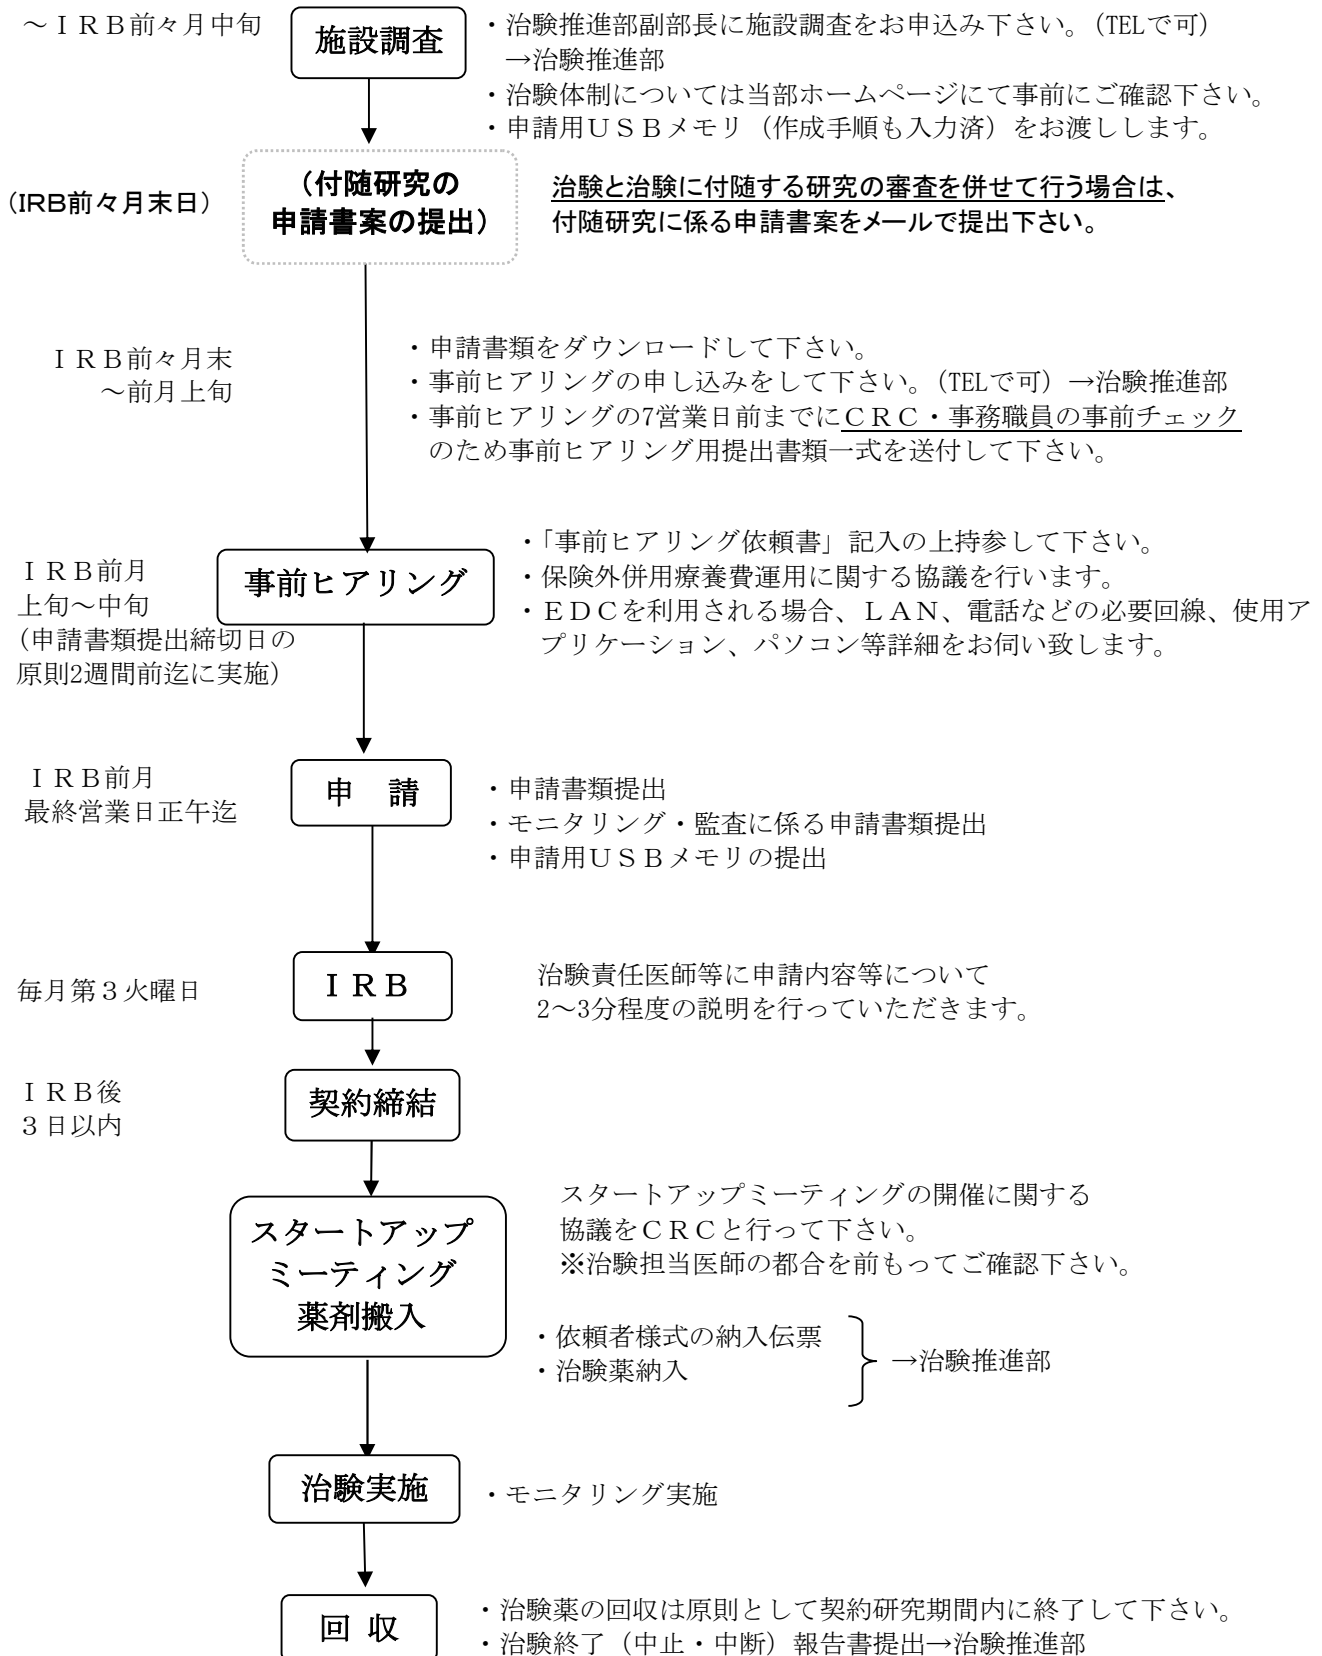 ～ＩＲＢ前々月中旬
施設調査
・治験推進部副部長に施設調査をお申込み下さい。（TELで可）
→治験推進部
・治験体制については当部ホームページにて事前にご確認下さい。
・申請用ＵＳＢメモリ（作成手順も入力済）をお渡しします。
（IRB前々月末日）
（付随研究の
申請書案の提出）
治験と治験に付随する研究の審査を併せて行う場合は、
付随研究に係る申請書案をメールで提出下さい。
ＩＲＢ前々月末
～前月上旬
・申請書類をダウンロードして下さい。
・事前ヒアリングの申し込みをして下さい。（TELで可）→治験推進部
・事前ヒアリングの7営業日前までにＣＲＣ・事務職員の事前チェック
のため事前ヒアリング用提出書類一式を送付して下さい。
ＩＲＢ前月
上旬～中旬
（申請書類提出締切日の
原則2週間前迄に実施）
事前ヒアリング
・「事前ヒアリング依頼書」記入の上持参して下さい。
・保険外併用療養費運用に関する協議を行います。
・ＥＤＣを利用される場合、ＬＡＮ、電話などの必要回線、使用ア
プリケーション、パソコン等詳細をお伺い致します。
ＩＲＢ前月
最終営業日正午迄
申　請
・申請書類提出
・モニタリング・監査に係る申請書類提出
・申請用ＵＳＢメモリの提出
毎月第３火曜日
ＩＲＢ
治験責任医師等に申請内容等について
2～3分程度の説明を行っていただきます。
ＩＲＢ後
３日以内
契約締結
スタートアップ
ミーティング
薬剤搬入
スタートアップミーティングの開催に関する
協議をＣＲＣと行って下さい。
※治験担当医師の都合を前もってご確認下さい。
・依頼者様式の納入伝票
・治験薬納入
→治験推進部
治験実施
・モニタリング実施
回 収
・治験薬の回収は原則として契約研究期間内に終了して下さい。
・治験終了（中止・中断）報告書提出→治験推進部